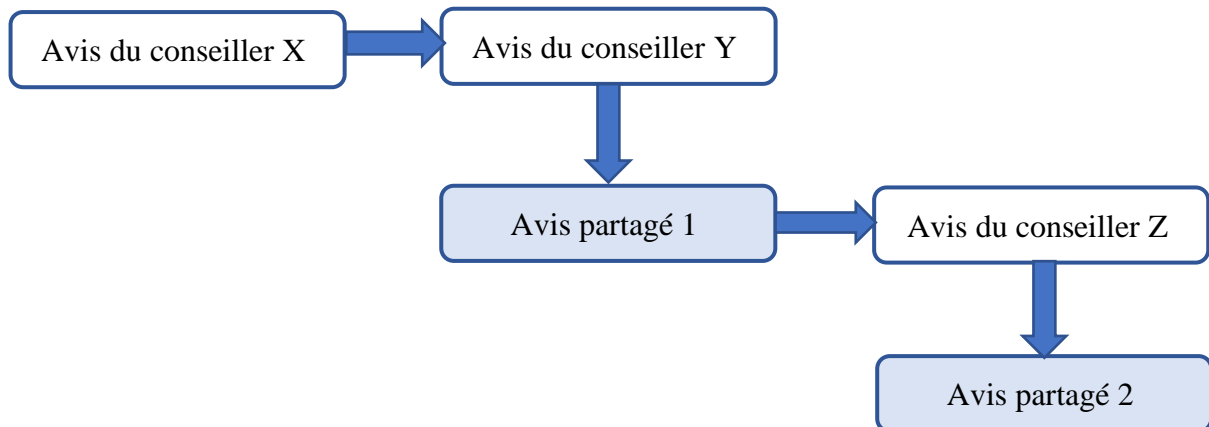 Avis du conseiller X
Avis du conseiller Y
Avis partagé 1
Avis du conseiller Z
Avis partagé 2